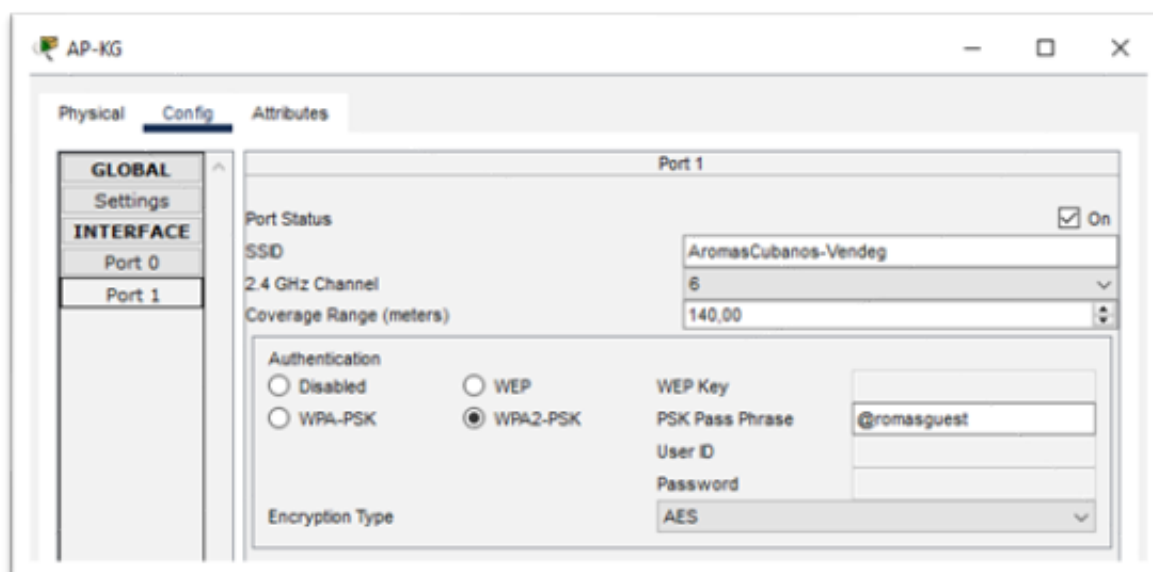 AP-KG
Physical Config Attributes
GLOBAL
Settings
INTERFACE
Port 0
Port 1
Port 1
Port Status On
SSID AromasCubanos-Vendeg
2.4 GHz Channel 6
Coverage Range (meters) 140,00
Authentication
Disabled WEP WEP Key
WPA-PSK WPA2-PSK PSK Pass Phrase @romasguest
User ID
Password
Encryption Type AES